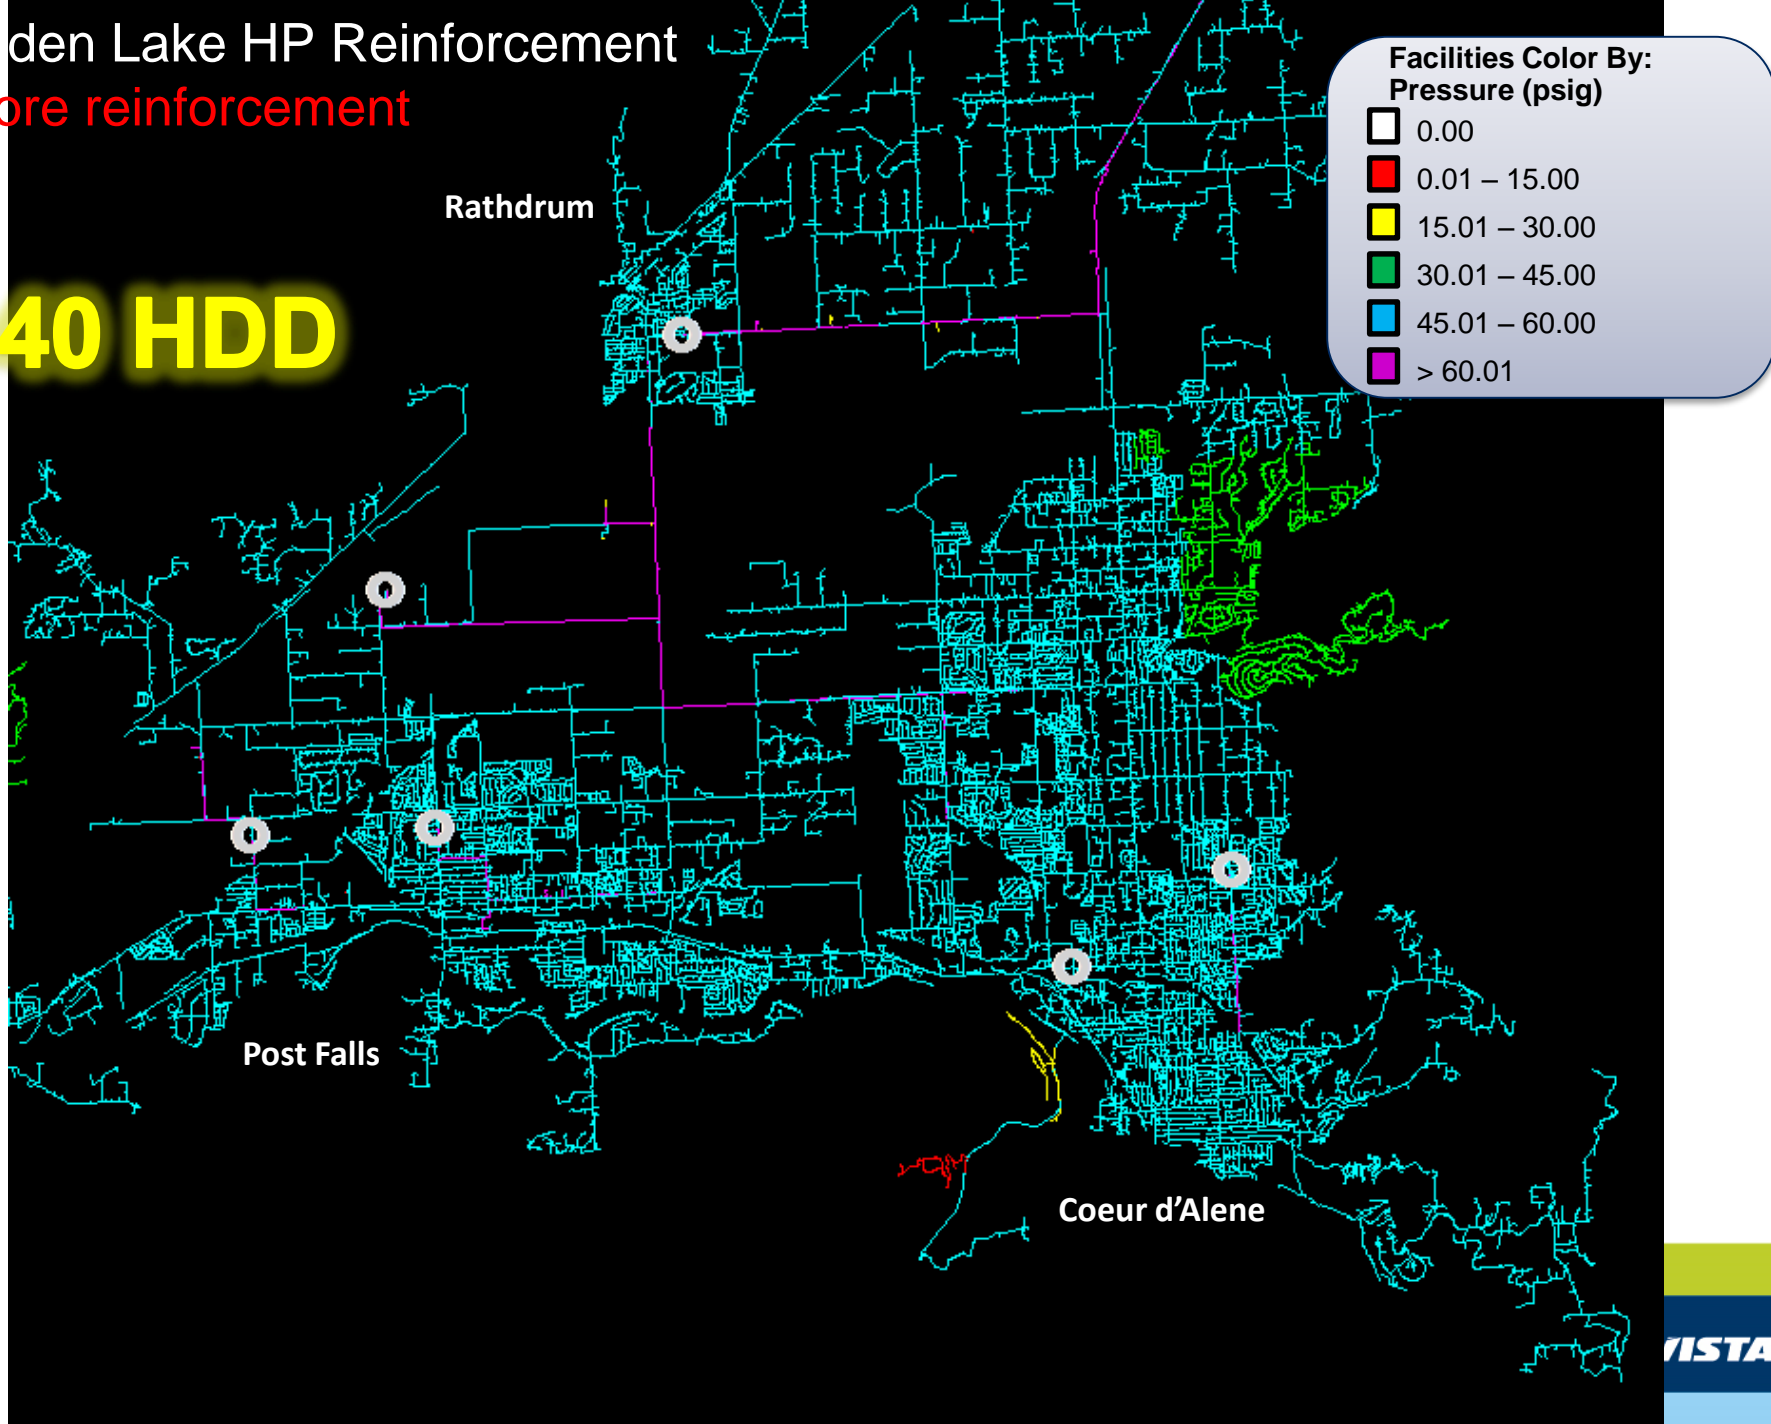 den Lake HP Reinforcement
ore reinforcement
Facilities Color By:
Pressure (psig)
0.00
0.01 – 15.00
15.01 – 30.00
30.01 – 45.00
45.01 – 60.00
> 60.01
Rathdrum
40 HDD
Post Falls
Coeur d’Alene
VISTA